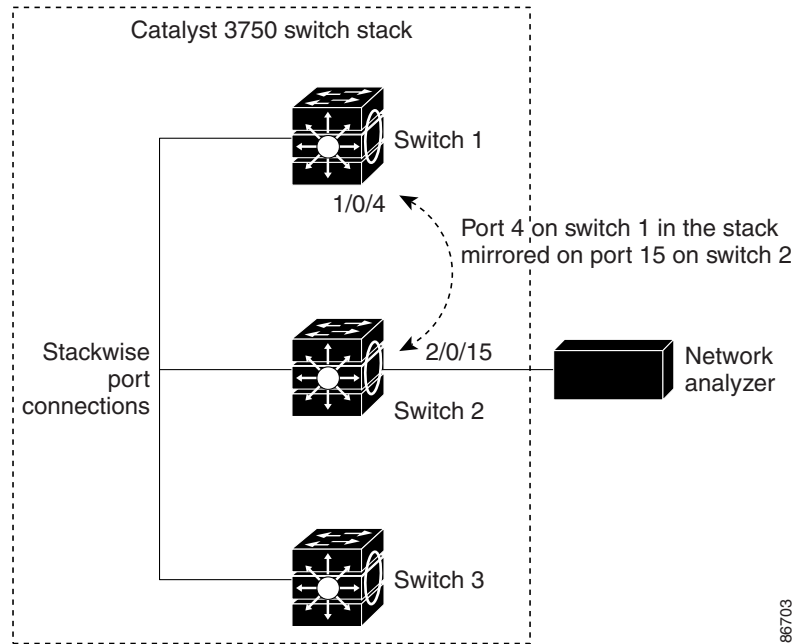 Catalyst 3750 switch stack
Switch 1
1/0/4
Port 4 on switch 1 in the stack
mirrored on port 15 on switch 2
Stackwise
port
connections
2/0/15
Switch 2
Network
analyzer
Switch 3
86703